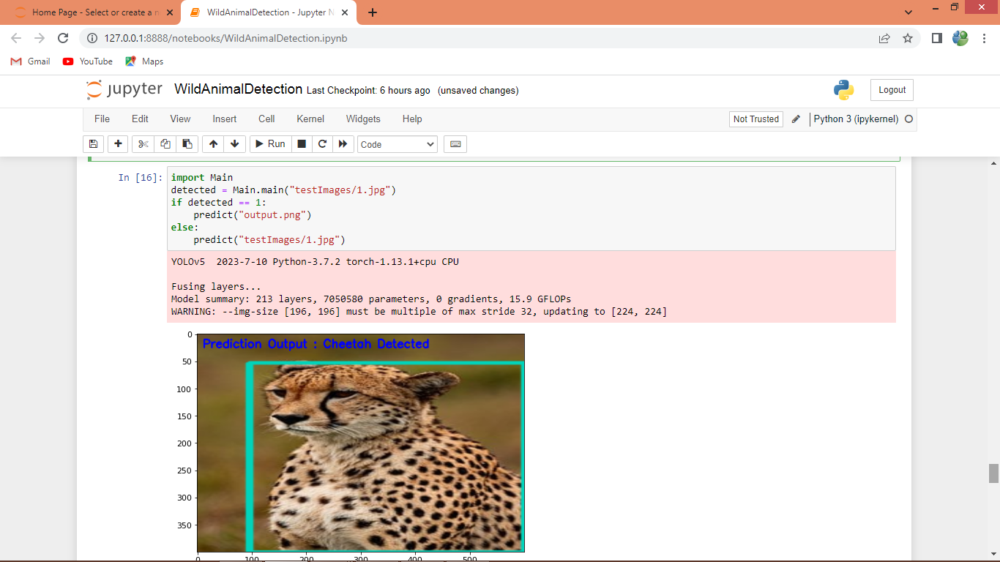 Home Page - Select or create a n
WildAnimalDetection - Jupyter N
127.0.0.1:8888/notebooks/WildAnimalDetection.ipynb
Gmail YouTube Maps
jupyter WildAnimalDetection Last Checkpoint: 6 hours ago (unsaved changes)
Logout
File Edit View Insert Cell Kernel Widgets Help
Not Trusted Python 3 (ipykernel)
Run Code
In [16]:
import Main
detected = Main.main("testImages/1.jpg")
if detected == 1:
    predict("output.png")
else:
    predict("testImages/1.jpg")
YOLOv5  2023-7-10 Python-3.7.2 torch-1.13.1+cpu CPU
Fusing layers...
Model summary: 213 layers, 7050580 parameters, 0 gradients, 15.9 GFLOPs
WARNING: --img-size [196, 196] must be multiple of max stride 32, updating to [224, 224]
Prediction Output : Cheetah Detected
0
50
100
150
200
250
300
350
0 100 200 300 400 500